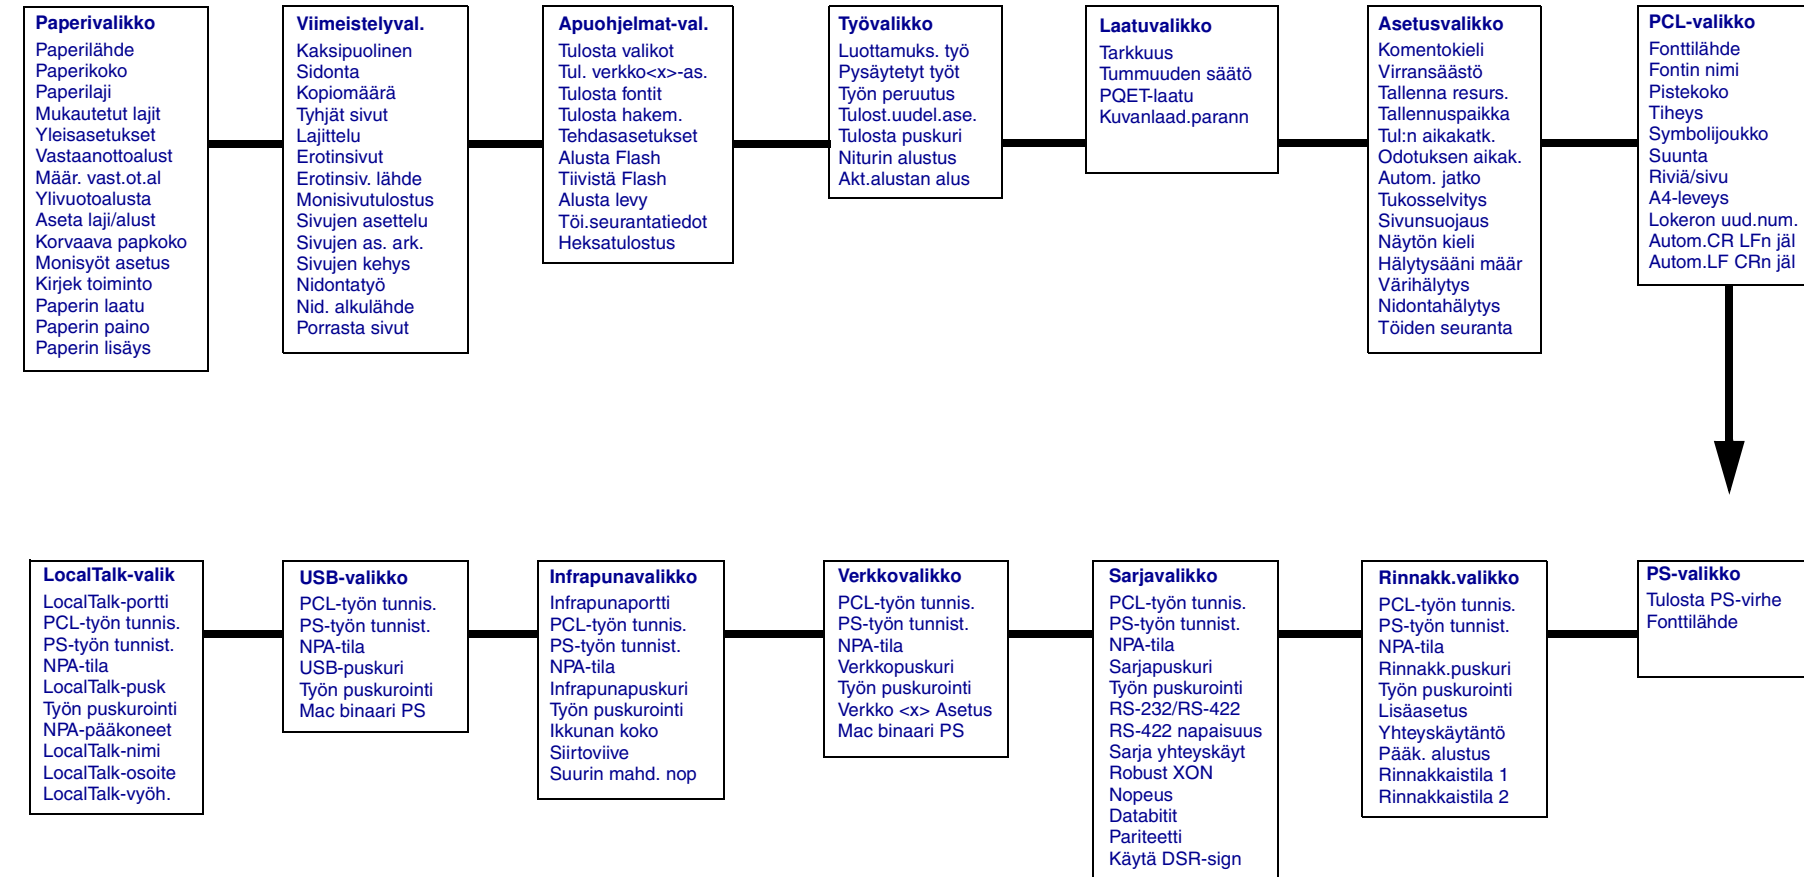 Paperivalikko
Paperilähde
Paperikoko
Paperilaji
Mukautetut lajit
Yleisasetukset
Vastaanottoalust
Määr. vast.ot.al
Ylivuotoalusta
Aseta laji/alust
Korvaava papkoko
Monisyöt asetus
Kirjek toiminto
Paperin laatu
Paperin paino
Paperin lisäys
Viimeistelyval.
Kaksipuolinen
Sidonta
Kopiomäärä
Tyhjät sivut
Lajittelu
Erotinsivut
Erotinsiv. lähde
Monisivutulostus
Sivujen asettelu
Sivujen as. ark.
Sivujen kehys
Nidontatyö
Nid. alkulähde
Porrasta sivut
Apuohjelmat-val.
Tulosta valikot
Tul. verkko<x>-as.
Tulosta fontit
Tulosta hakem.
Tehdasasetukset
Alusta Flash
Tiivistä Flash
Alusta levy
Töi.seurantatiedot
Heksatulostus
Työvalikko
Luottamuks. työ
Pysäytetyt työt
Työn peruutus
Tulost.uudel.ase.
Tulosta puskuri
Niturin alustus
Akt.alustan alus
Laatuvalikko
Tarkkuus
Tummuuden säätö
PQET-laatu
Kuvanlaad.parann
Asetusvalikko
Komentokieli
Virransäästö
Tallenna resurs.
Tallennuspaikka
Tul:n aikakatk.
Odotuksen aikak.
Autom. jatko
Tukosselvitys
Sivunsuojaus
Näytön kieli
Hälytysääni määr
Värihälytys
Nidontahälytys
Töiden seuranta
PCL-valikko
Fonttilähde
Fontin nimi
Pistekoko
Tiheys
Symbolijoukko
Suunta
Riviä/sivu
A4-leveys
Lokeron uud.num.
Autom.CR LFn jäl
Autom.LF CRn jäl
LocalTalk-valik
LocalTalk-portti
PCL-työn tunnis.
PS-työn tunnist.
NPA-tila
LocalTalk-pusk
Työn puskurointi
NPA-pääkoneet
LocalTalk-nimi
LocalTalk-osoite
LocalTalk-vyöh.
USB-valikko
PCL-työn tunnis.
PS-työn tunnist.
NPA-tila
USB-puskuri
Työn puskurointi
Mac binaari PS
Infrapunavalikko
Infrapunaportti
PCL-työn tunnis.
PS-työn tunnist.
NPA-tila
Infrapunapuskuri
Työn puskurointi
Ikkunan koko
Siirtoviive
Suurin mahd. nop
Verkkovalikko
PCL-työn tunnis.
PS-työn tunnist.
NPA-tila
Verkkopuskuri
Työn puskurointi
Verkko <x> Asetus
Mac binaari PS
Sarjavalikko
PCL-työn tunnis.
PS-työn tunnist.
NPA-tila
Sarjapuskuri
Työn puskurointi
RS-232/RS-422
RS-422 napaisuus
Sarja yhteyskäyt
Robust XON
Nopeus
Databitit
Pariteetti
Käytä DSR-sign
Rinnakk.valikko
PCL-työn tunnis.
PS-työn tunnist.
NPA-tila
Rinnakk.puskuri
Työn puskurointi
Lisäasetus
Yhteyskäytäntö
Pääk. alustus
Rinnakkaistila 1
Rinnakkaistila 2
PS-valikko
Tulosta PS-virhe
Fonttilähde